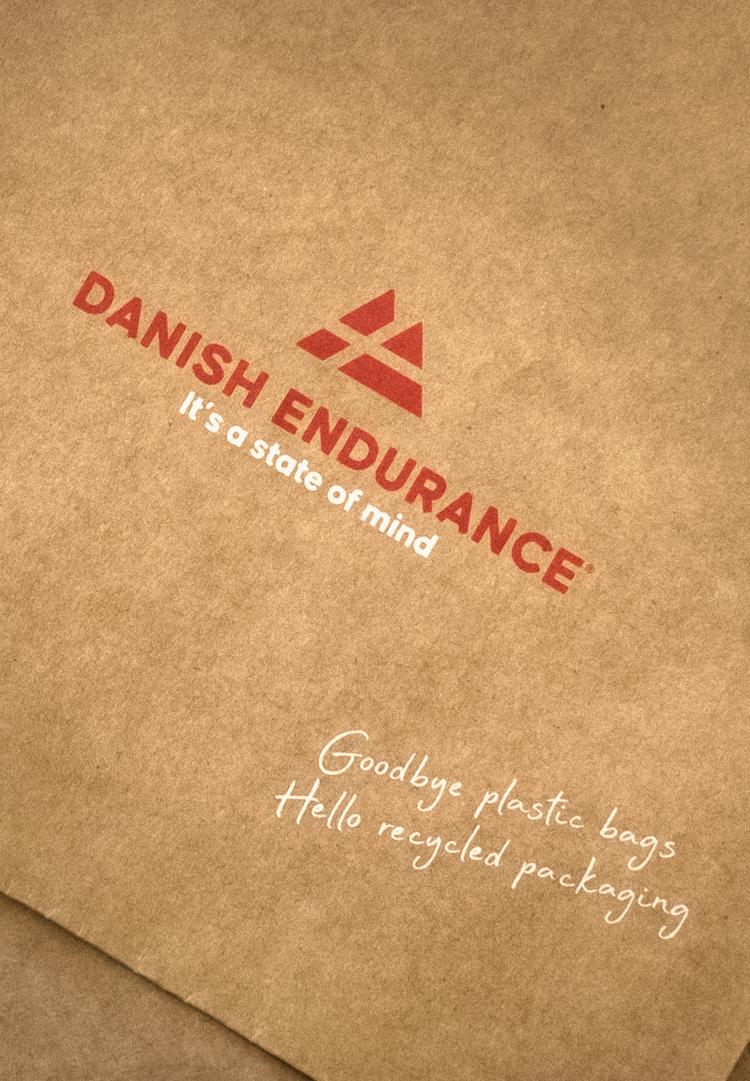 DANISH ENDURANCE®
It's a state of mind
Goodbye plastic bags
Hello recycled packaging